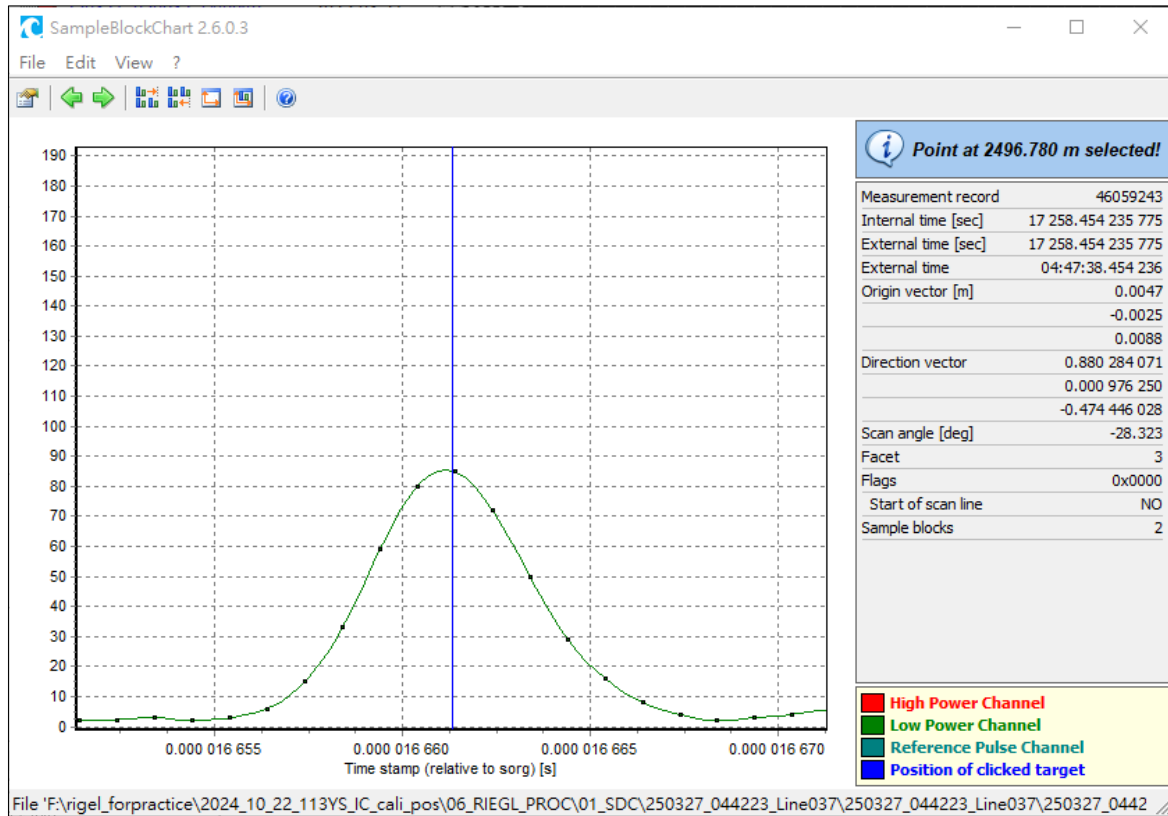 SampleBlockChart 2.6.0.3
File Edit View ?
Point at 2496.780 m selected!
190
180
170
160
150
140
130
120
110
100
90
80
70
60
50
40
30
20
10
0
0.000 016 655 0.000 016 660 0.000 016 665 0.000 016 670
Time stamp (relative to sorg) [s]
Measurement record 46059243
Internal time [sec] 17 258.454 235 775
External time [sec] 17 258.454 235 775
External time 04:47:38.454 236
Origin vector [m] 0.0047
-0.0025
0.0088
Direction vector 0.880 284 071
0.000 976 250
-0.474 446 028
Scan angle [deg] -28.323
Facet 3
Flags 0x0000
Start of scan line NO
Sample blocks 2
High Power Channel
Low Power Channel
Reference Pulse Channel
Position of clicked target
File 'F:\rigel_forpractice\2024_10_22_113YS_IC_cali_pos\06_RIEGL_PROC\01_SDC\250327_044223_Line037\250327_044223_Line037\250327_0442